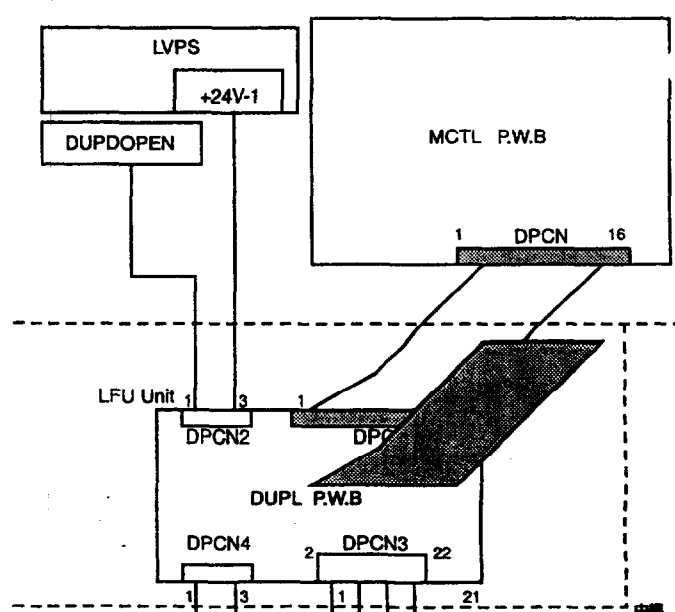 LVPS
+24V-1
DUPDOPEN
MCTL P.W.B
1 DPCN 16
LFU Unit 1 3 1
DPCN2
DUPL P.W.B
DPCN4 2 DPCN3 22
1 3 1 21